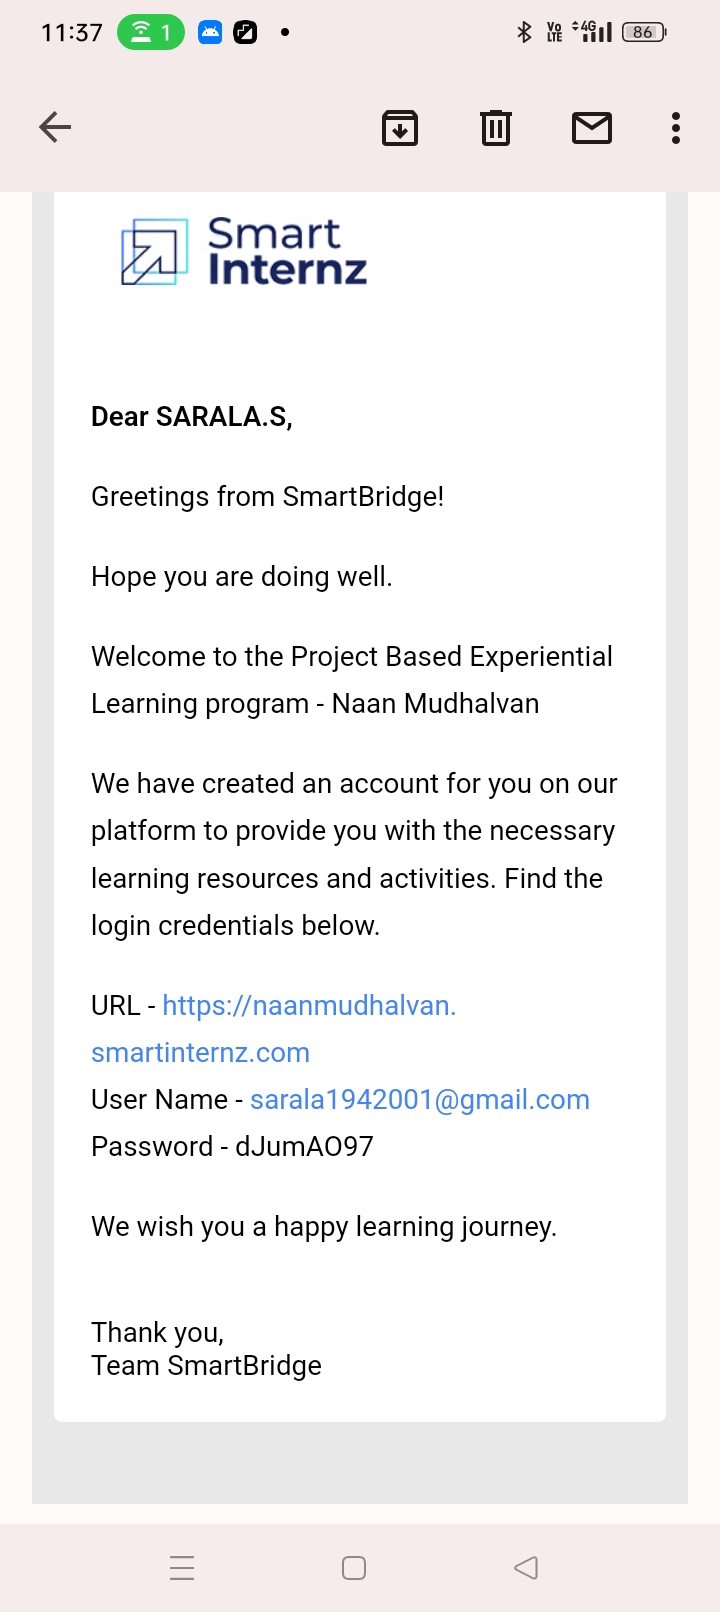 11:37 1 Vo LTE 4G 86
Smart
Internz
Dear SARALA.S,
Greetings from SmartBridge!
Hope you are doing well.
Welcome to the Project Based Experiential
Learning program - Naan Mudhalvan
We have created an account for you on our
platform to provide you with the necessary
learning resources and activities. Find the
login credentials below.
URL - https://naanmudhalvan.
smartinternz.com
User Name - sarala1942001@gmail.com
Password - dJumAO97
We wish you a happy learning journey.
Thank you,
Team SmartBridge